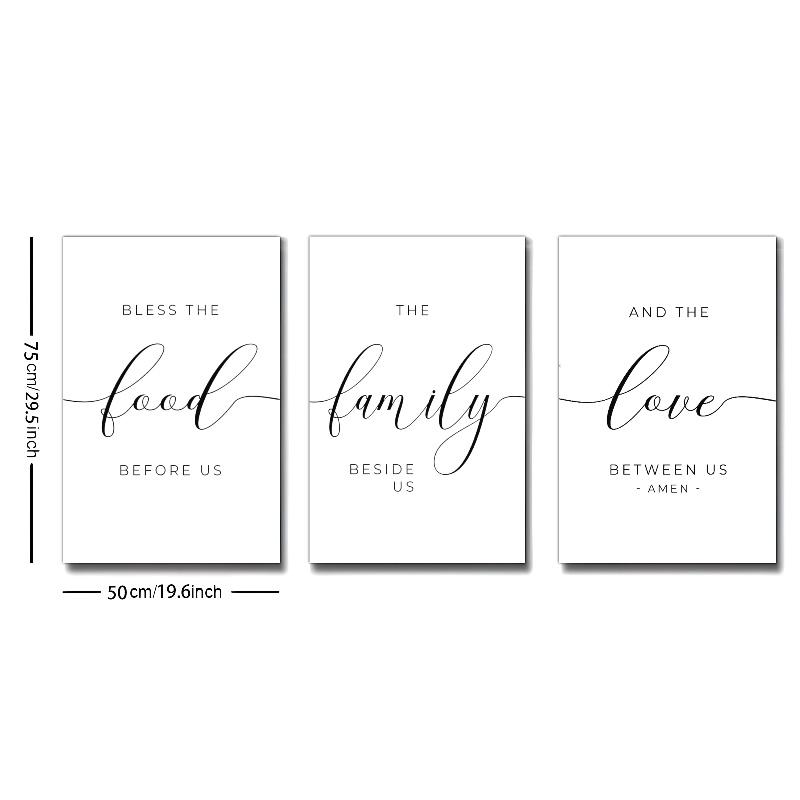 BLESS THE
food
BEFORE US
THE
family
BESIDE
US
AND THE
love
BETWEEN US
- AMEN -
75cm/29.5inch
50cm/19.6inch